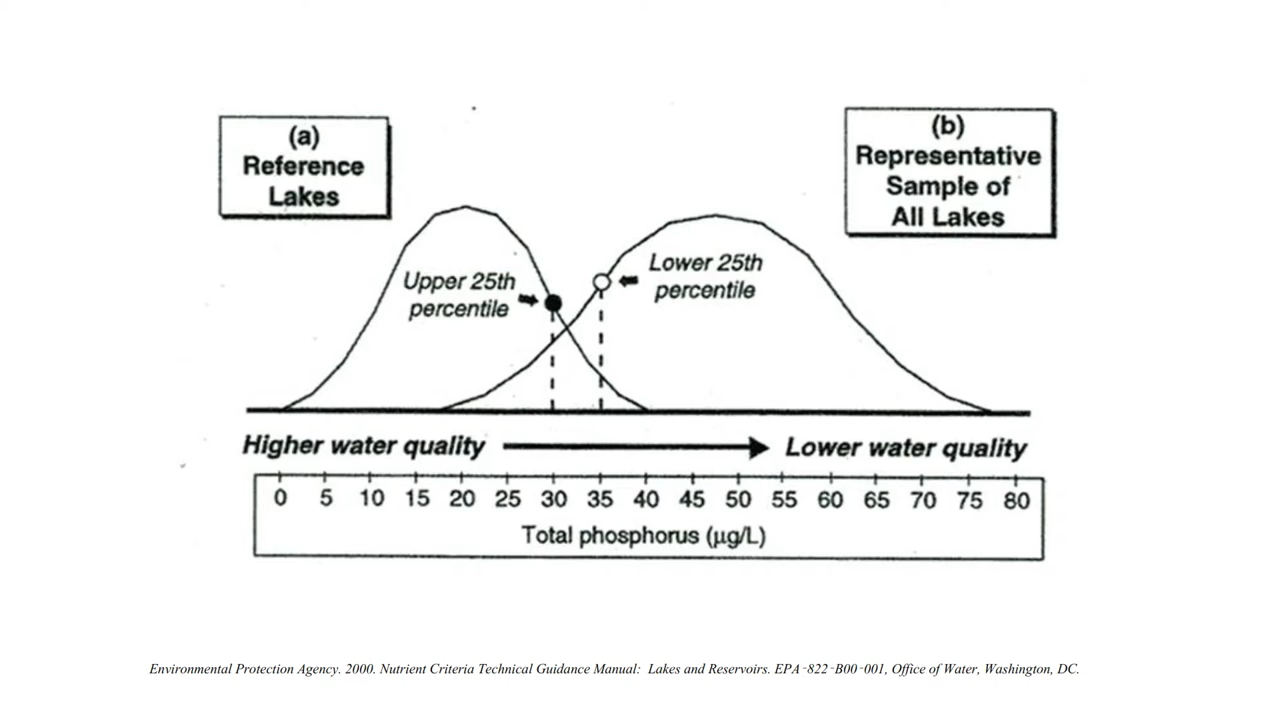 (a)
Reference
Lakes
(b)
Representative
Sample of
All Lakes
Upper 25th
percentile
Lower 25th
percentile
Higher water quality
Lower water quality
0 5 10 15 20 25 30 35 40 45 50 55 60 65 70 75 80
Total phosphorus (µg/L)
Environmental Protection Agency. 2000. Nutrient Criteria Technical Guidance Manual: Lakes and Reservoirs. EPA-822-B00-001, Office of Water, Washington, DC.